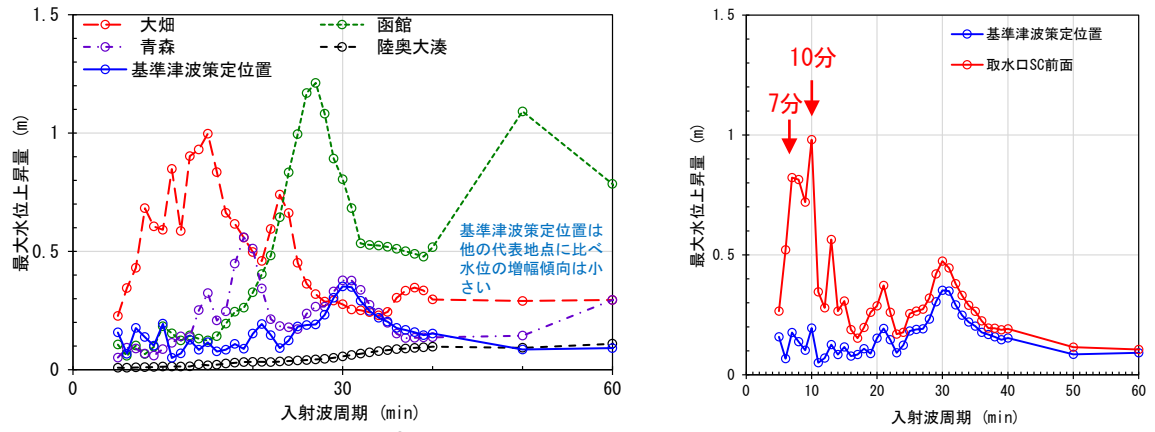 大畑
函館
青森
陸奥大湊
基準津波策定位置
1.5
1
0.5
0
最大水位上昇量 (m)
基準津波策定位置は
他の代表地点に比べ
水位の増幅傾向は小
さい
0
30
60
入射波周期 (min)
基準津波策定位置
取水口SC前面
10分
7分
1.5
1
0.5
0
最大水位上昇量 (m)
0
10
20
30
40
50
60
入射波周期 (min)